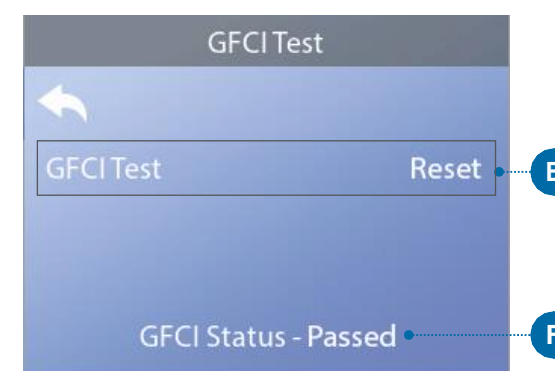 GFCI Test
GFCI Test Reset
E
GFCI Status - Passed
F